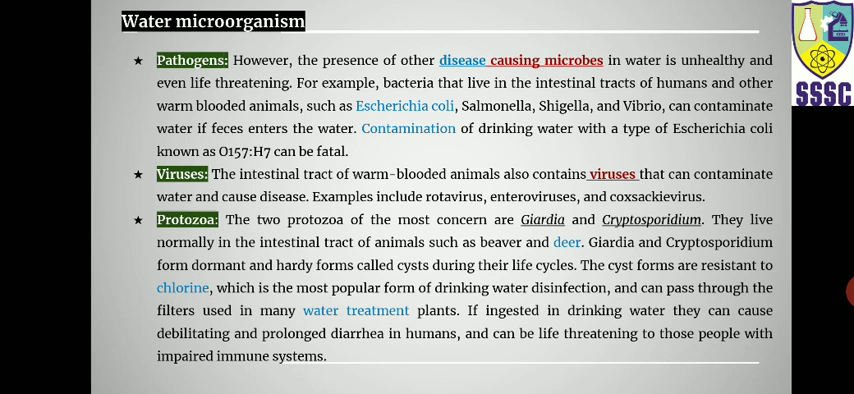 Water microorganism
★ Pathogens: However, the presence of other disease causing microbes in water is unhealthy and
even life threatening. For example, bacteria that live in the intestinal tracts of humans and other
warm blooded animals, such as Escherichia coli, Salmonella, Shigella, and Vibrio, can contaminate
water if feces enters the water. Contamination of drinking water with a type of Escherichia coli
known as O157:H7 can be fatal.
★ Viruses: The intestinal tract of warm-blooded animals also contains viruses that can contaminate
water and cause disease. Examples include rotavirus, enteroviruses, and coxsackievirus.
★ Protozoa: The two protozoa of the most concern are Giardia and Cryptosporidium. They live
normally in the intestinal tract of animals such as beaver and deer. Giardia and Cryptosporidium
form dormant and hardy forms called cysts during their life cycles. The cyst forms are resistant to
chlorine, which is the most popular form of drinking water disinfection, and can pass through the
filters used in many water treatment plants. If ingested in drinking water they can cause
debilitating and prolonged diarrhea in humans, and can be life threatening to those people with
impaired immune systems.
SSSC